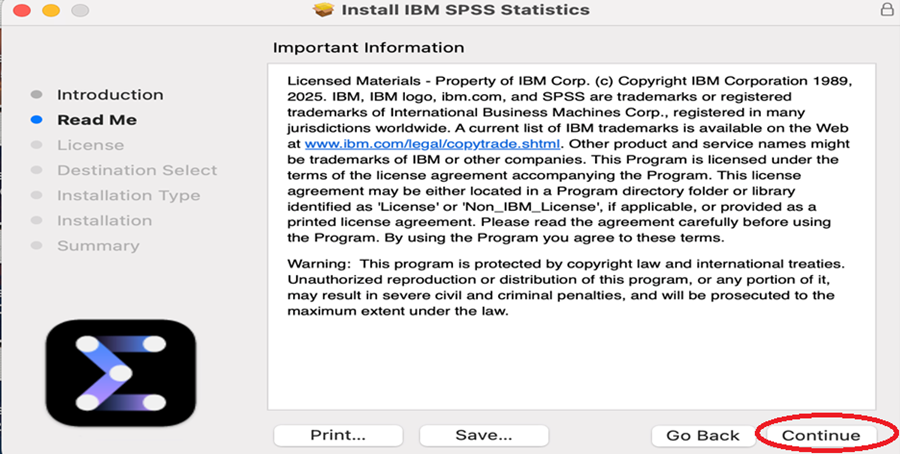 Install IBM SPSS Statistics
Important Information
Introduction
Read Me
License
Destination Select
Installation Type
Installation
Summary
Licensed Materials - Property of IBM Corp. (c) Copyright IBM Corporation 1989,
2025. IBM, IBM logo, ibm.com, and SPSS are trademarks or registered
trademarks of International Business Machines Corp., registered in many
jurisdictions worldwide. A current list of IBM trademarks is available on the Web
at www.ibm.com/legal/copytrade.shtml. Other product and service names might
be trademarks of IBM or other companies. This Program is licensed under the
terms of the license agreement accompanying the Program. This license
agreement may be either located in a Program directory folder or library
identified as 'License' or 'Non_IBM_License', if applicable, or provided as a
printed license agreement. Please read the agreement carefully before using
the Program. By using the Program you agree to these terms.
Warning: This program is protected by copyright law and international treaties.
Unauthorized reproduction or distribution of this program, or any portion of it,
may result in severe civil and criminal penalties, and will be prosecuted to the
maximum extent under the law.
Print... Save... Go Back Continue